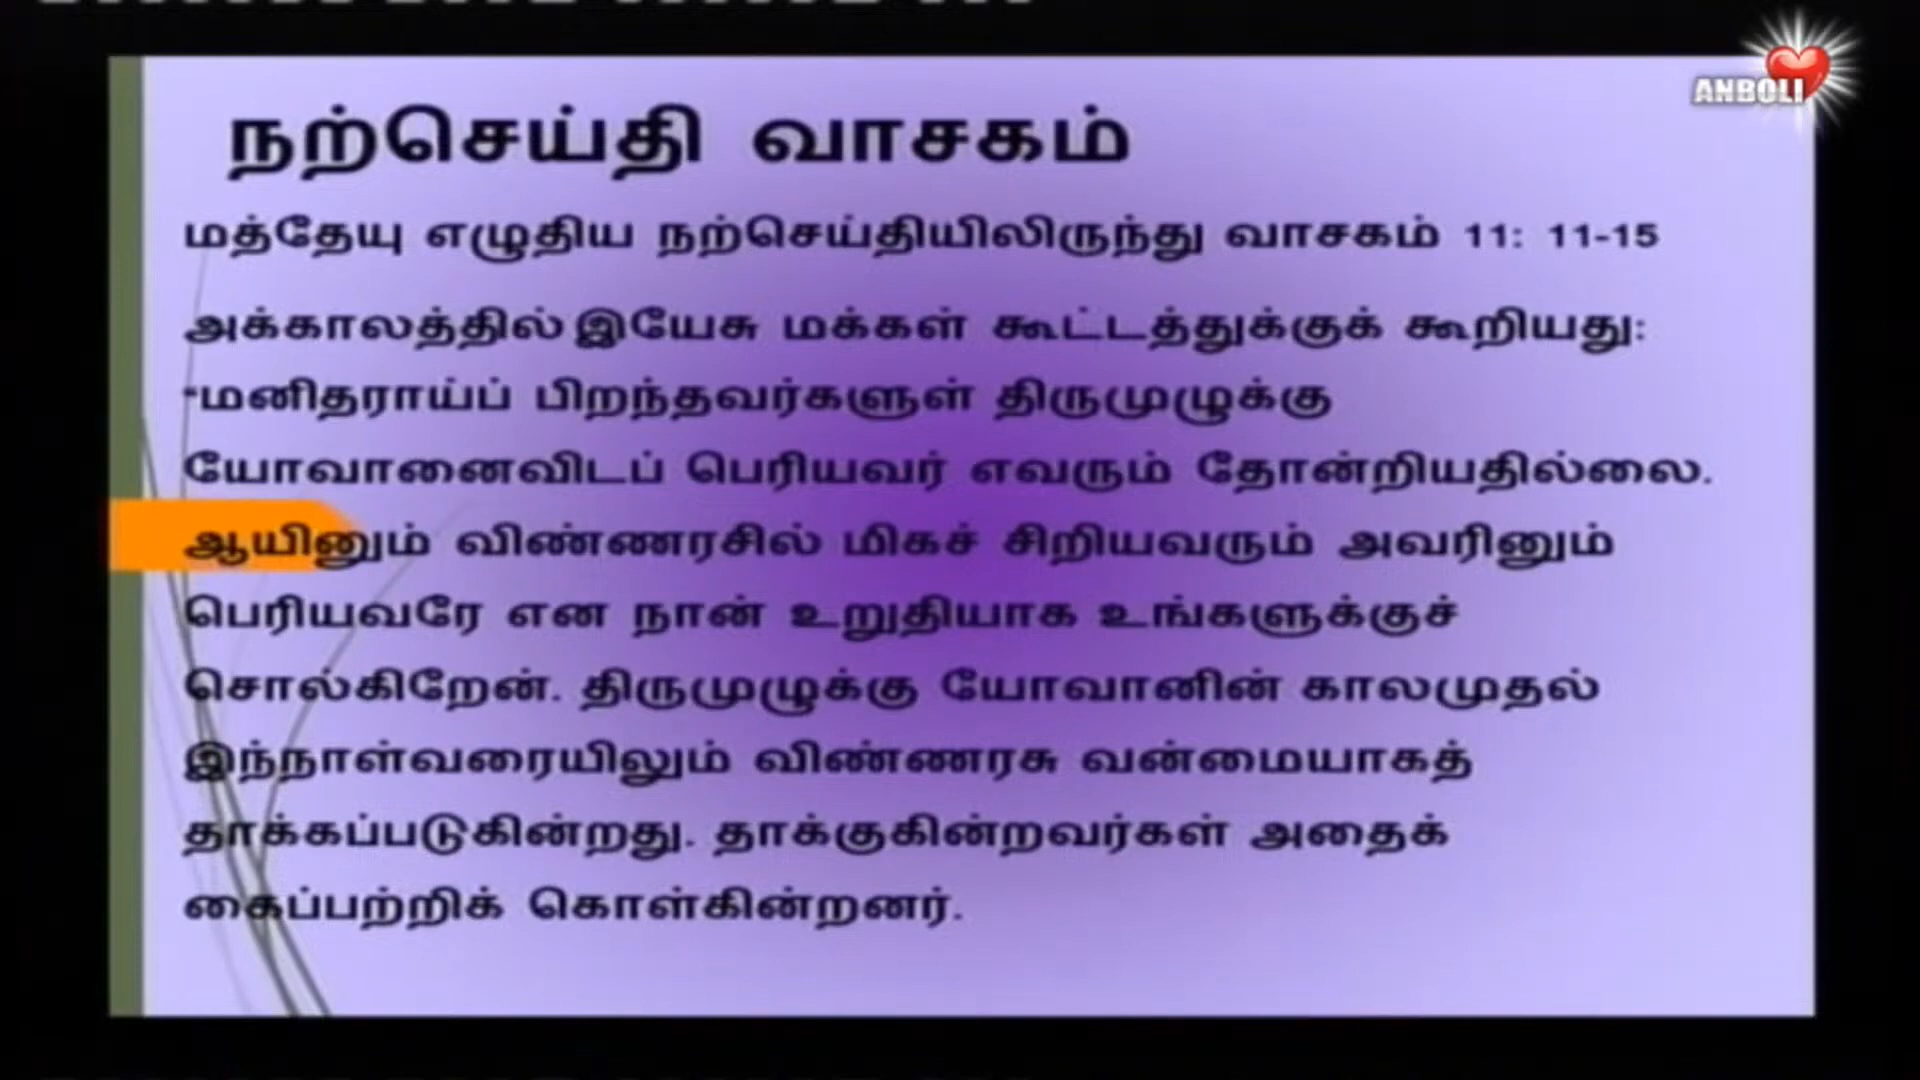 ANBOLI
நற்செய்தி வாசகம்
மத்தேயு எழுதிய நற்செய்தியிலிருந்து வாசகம் 11: 11-15
அக்காலத்தில் இயேசு மக்கள் கூட்டத்துக்குக் கூறியது:
“மனிதராய்ப் பிறந்தவர்களுள் திருமுழுக்கு
யோவானைவிடப் பெரியவர் எவரும் தோன்றியதில்லை.
ஆயினும் விண்ணரசில் மிகச் சிறியவரும் அவரினும்
பெரியவரே என நான் உறுதியாக உங்களுக்குச்
சொல்கிறேன். திருமுழுக்கு யோவானின் காலமுதல்
இந்நாள்வரையிலும் விண்ணரசு வன்மையாகத்
தாக்கப்படுகின்றது. தாக்குகின்றவர்கள் அதைக்
கைப்பற்றிக் கொள்கின்றனர்.